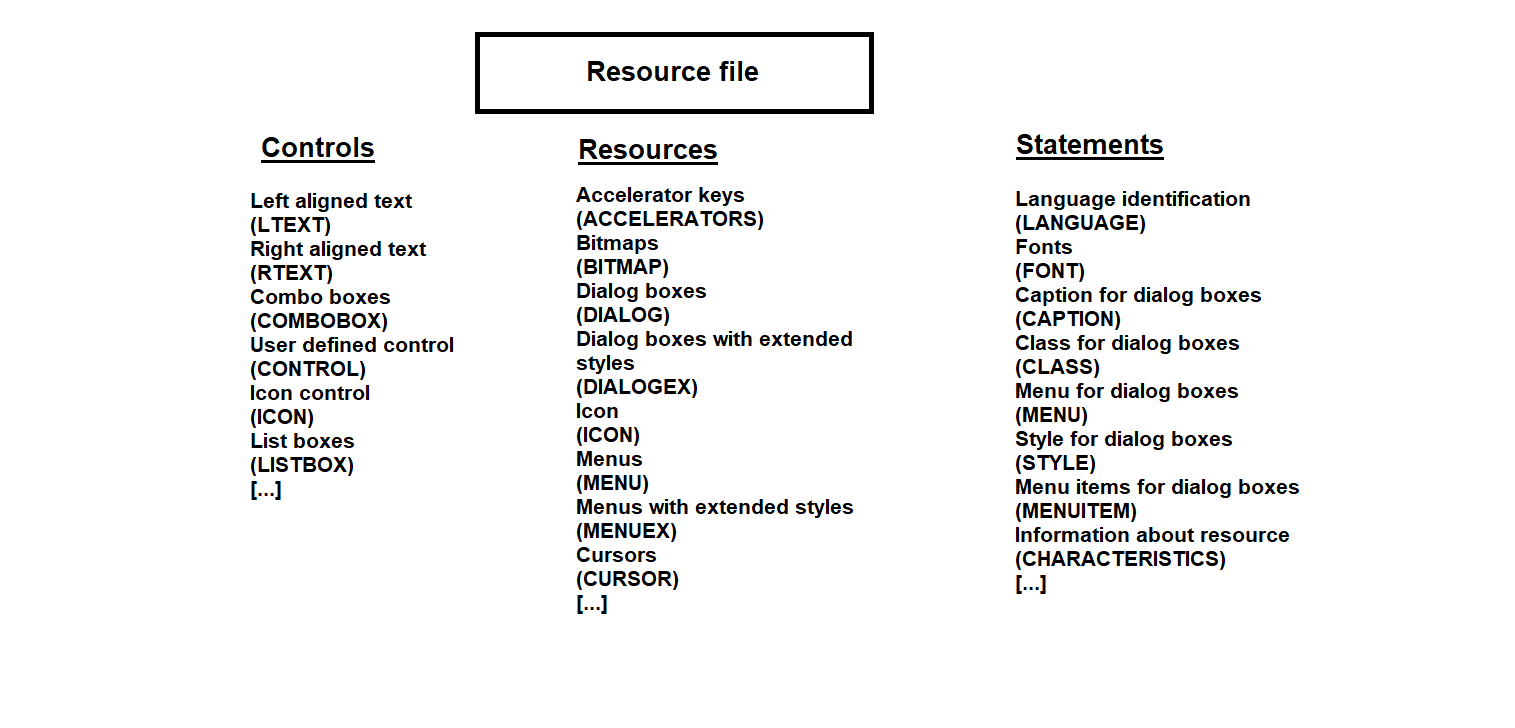 Resource file
Controls
Left aligned text
(LTEXT)
Right aligned text
(RTEXT)
Combo boxes
(COMBOBOX)
User defined control
(CONTROL)
Icon control
(ICON)
List boxes
(LISTBOX)
[...]
Resources
Accelerator keys
(ACCELERATORS)
Bitmaps
(BITMAP)
Dialog boxes
(DIALOG)
Dialog boxes with extended
styles
(DIALOGEX)
Icon
(ICON)
Menus
(MENU)
Menus with extended styles
(MENUEX)
Cursors
(CURSOR)
[...]
Statements
Language identification
(LANGUAGE)
Fonts
(FONT)
Caption for dialog boxes
(CAPTION)
Class for dialog boxes
(CLASS)
Menu for dialog boxes
(MENU)
Style for dialog boxes
(STYLE)
Menu items for dialog boxes
(MENUITEM)
Information about resource
(CHARACTERISTICS)
[...]